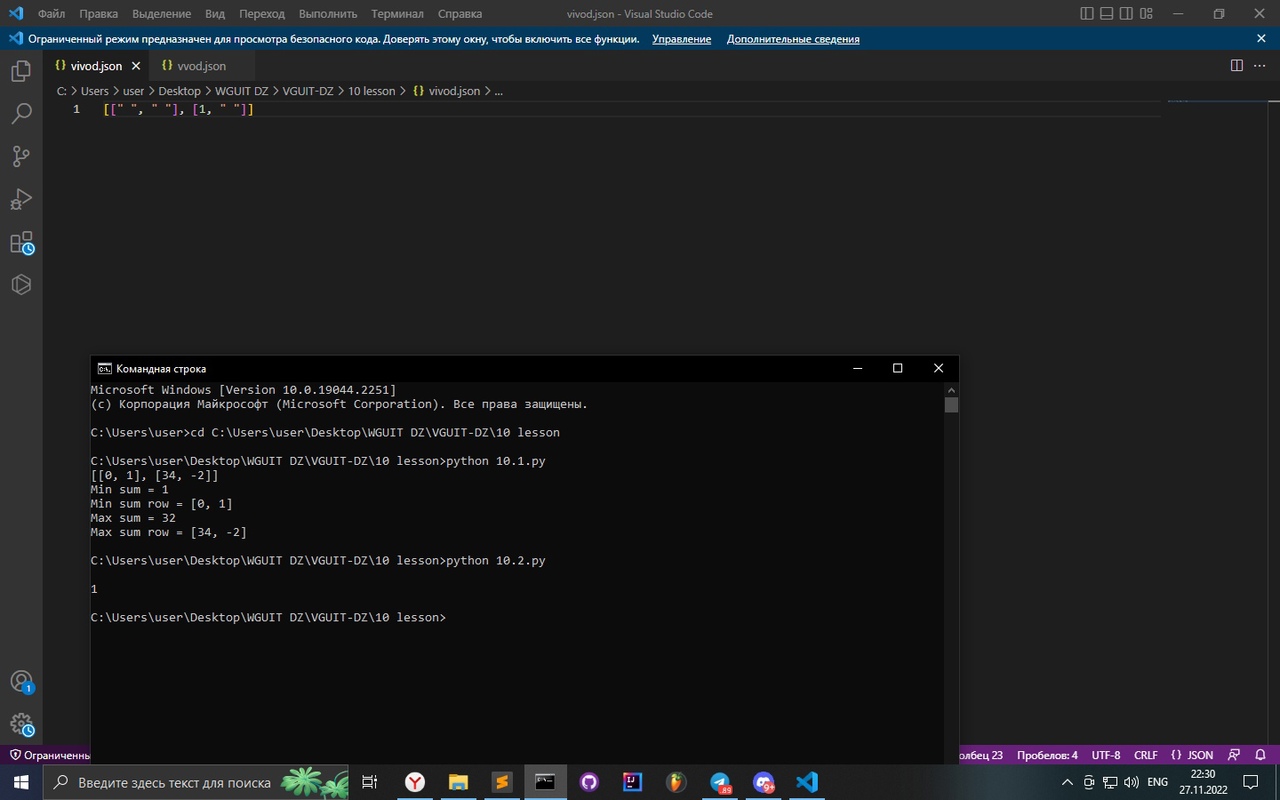 Файл Правка Выделение Вид Переход Выполнить Терминал Справка vivod.json - Visual Studio Code
Ограниченный режим предназначен для просмотра безопасного кода. Доверять этому окну, чтобы включить все функции. Управление Дополнительные сведения
{} vivod.json {} vvod.json
C: > Users > user > Desktop > WGUIT DZ > VGUIT-DZ > 10 lesson > {} vivod.json > ...
1 [[" ", " "], [1, " "]]
Командная строка
Microsoft Windows [Version 10.0.19044.2251]
(c) Корпорация Майкрософт (Microsoft Corporation). Все права защищены.
C:\Users\user>cd C:\Users\user\Desktop\WGUIT DZ\VGUIT-DZ\10 lesson
C:\Users\user\Desktop\WGUIT DZ\VGUIT-DZ\10 lesson>python 10.1.py
[[0, 1], [34, -2]]
Min sum = 1
Min sum row = [0, 1]
Max sum = 32
Max sum row = [34, -2]
C:\Users\user\Desktop\WGUIT DZ\VGUIT-DZ\10 lesson>python 10.2.py
1
C:\Users\user\Desktop\WGUIT DZ\VGUIT-DZ\10 lesson>
1
Ограниченны олбец 23 Пробелов: 4 UTF-8 CRLF {} JSON
Введите здесь текст для поиска 89 9+ ENG 22:30
27.11.2022